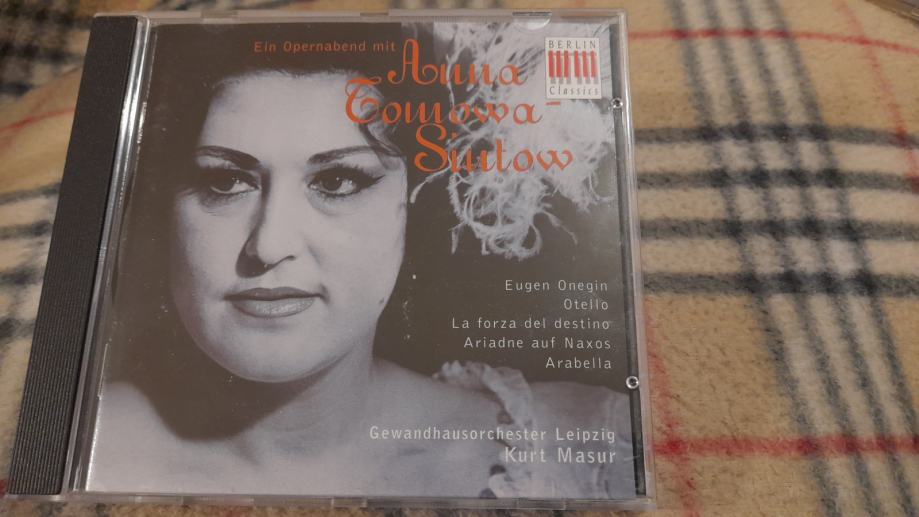 Ein Opernabend mit
Anna
Tomowa-
Sintow
BERLIN
Classics
Eugen Onegin
Otello
La forza del destino
Ariadne auf Naxos
Arabella
Gewandhausorchester Leipzig
Kurt Masur